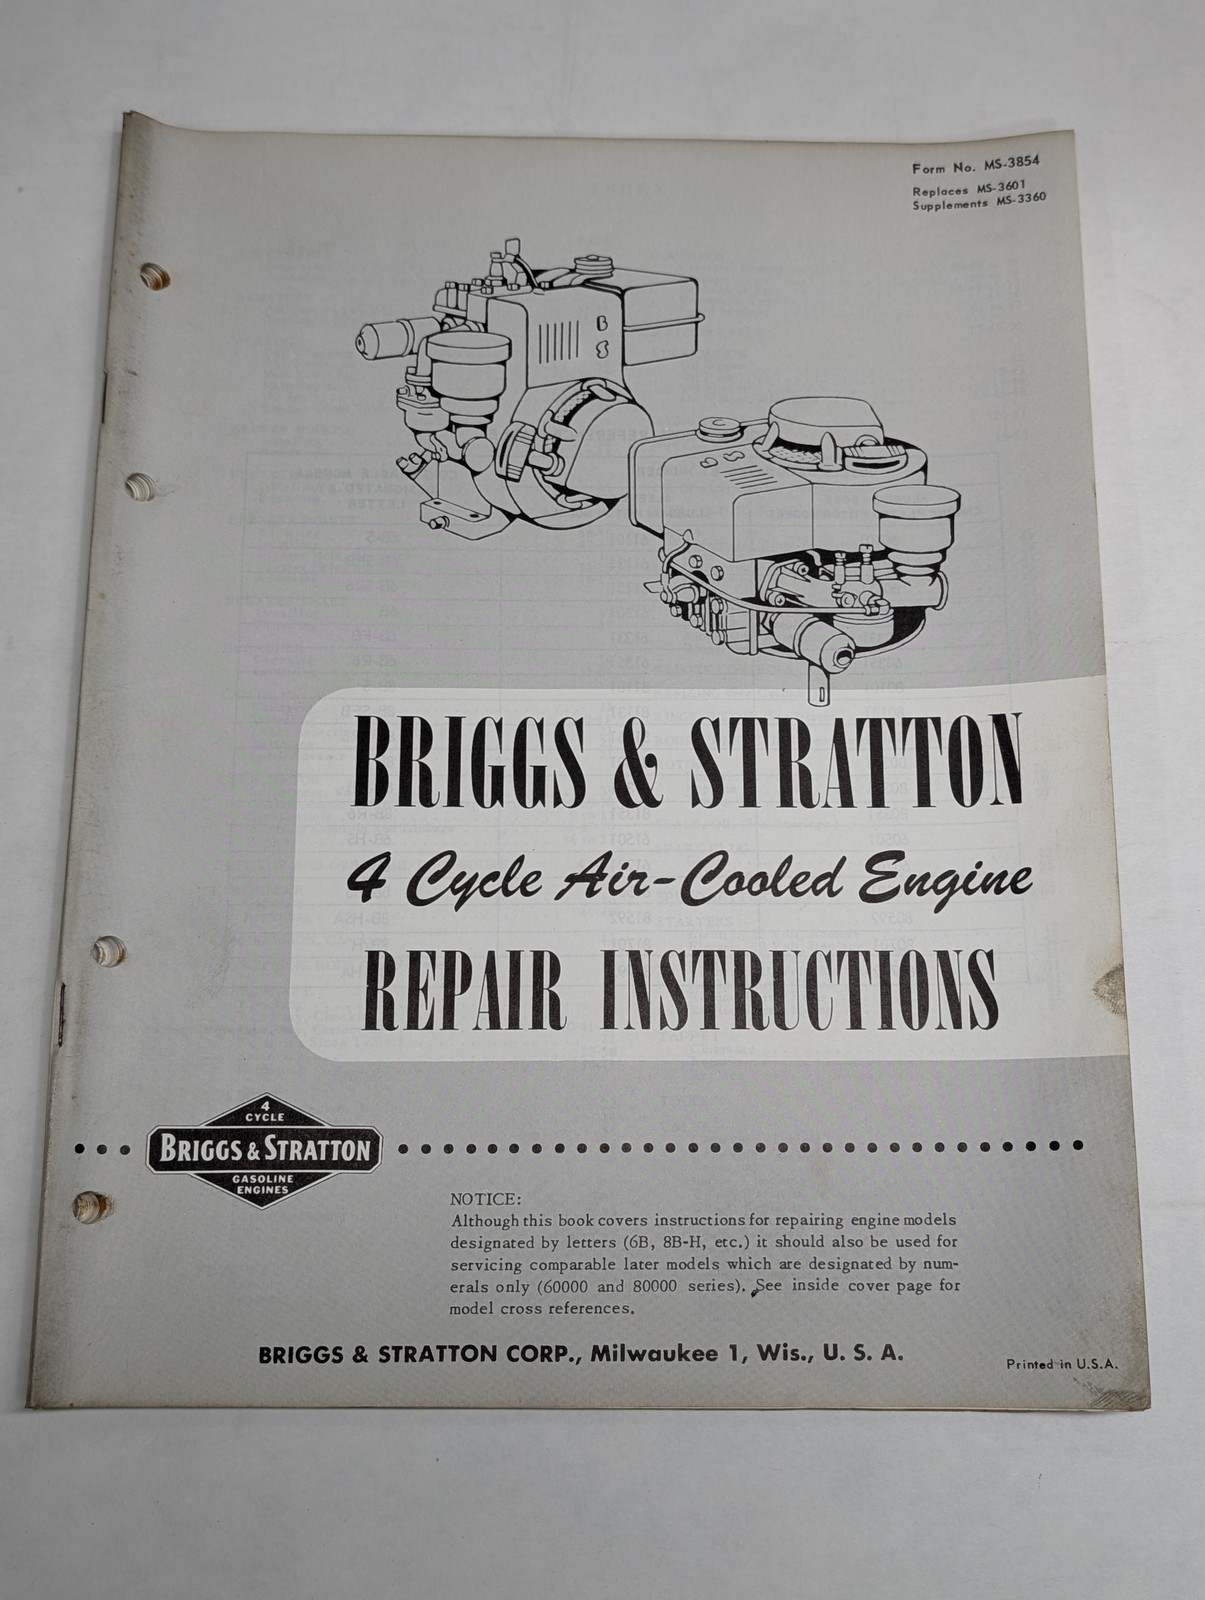 Form No. MS-3854
Replaces MS-3601
Supplements MS-3360
B
S
B S
BRIGGS & STRATTON
4 Cycle Air-Cooled Engine
REPAIR INSTRUCTIONS
4
CYCLE
BRIGGS & STRATTON
GASOLINE
ENGINES
NOTICE:
Although this book covers instructions for repairing engine models
designated by letters (6B, 8B-H, etc.) it should also be used for
servicing comparable later models which are designated by num-
erals only (60000 and 80000 series). See inside cover page for
model cross references.
BRIGGS & STRATTON CORP., Milwaukee 1, Wis., U. S. A.
Printed in U.S.A.